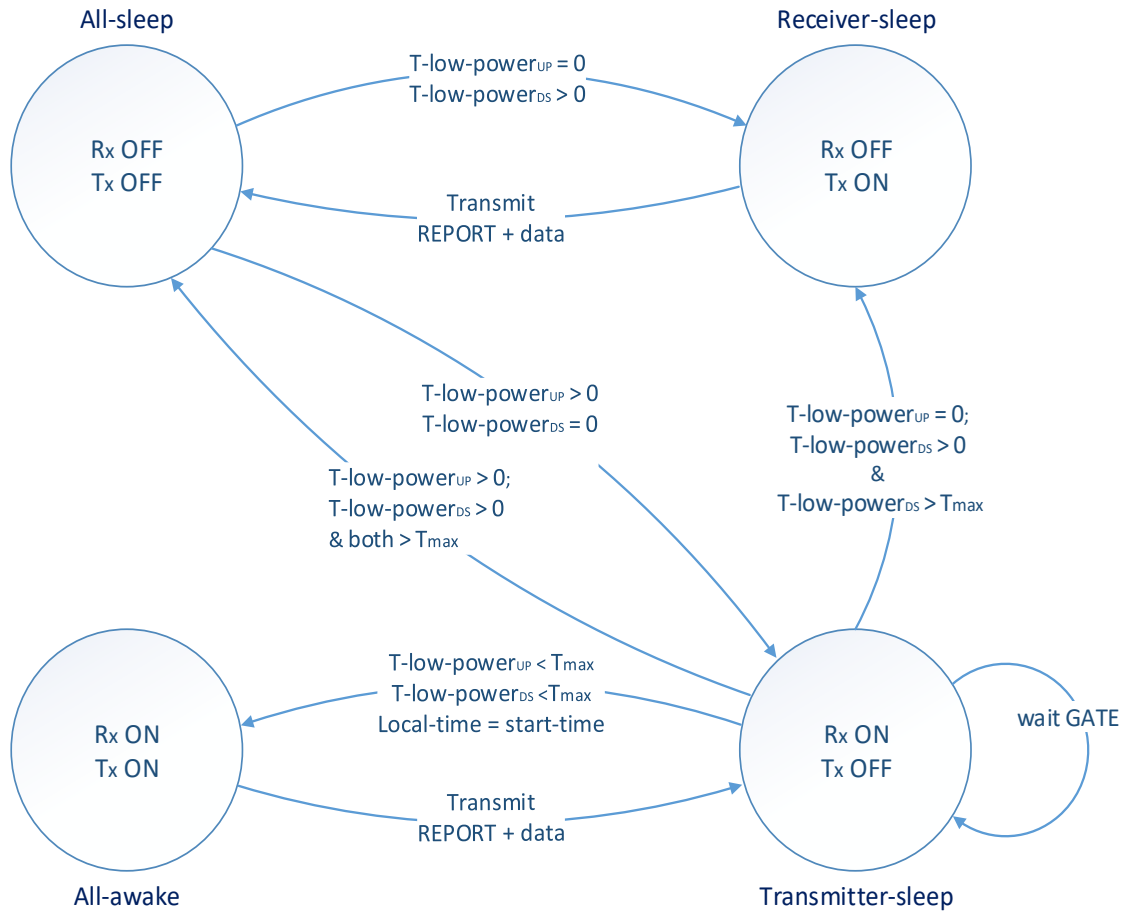 All-sleep
Receiver-sleep
T-low-powerUP = 0
T-low-powerDS > 0
Rx OFF
Tx OFF
Rx OFF
Tx ON
Transmit
REPORT + data
T-low-powerUP > 0
T-low-powerDS = 0
T-low-powerUP = 0;
T-low-powerDS > 0
&
T-low-powerDS > Tmax
T-low-powerUP > 0;
T-low-powerDS > 0
& both > Tmax
T-low-powerUP < Tmax
T-low-powerDS <Tmax
Local-time = start-time
Rx ON
Tx ON
Rx ON
Tx OFF
wait GATE
Transmit
REPORT + data
All-awake
Transmitter-sleep